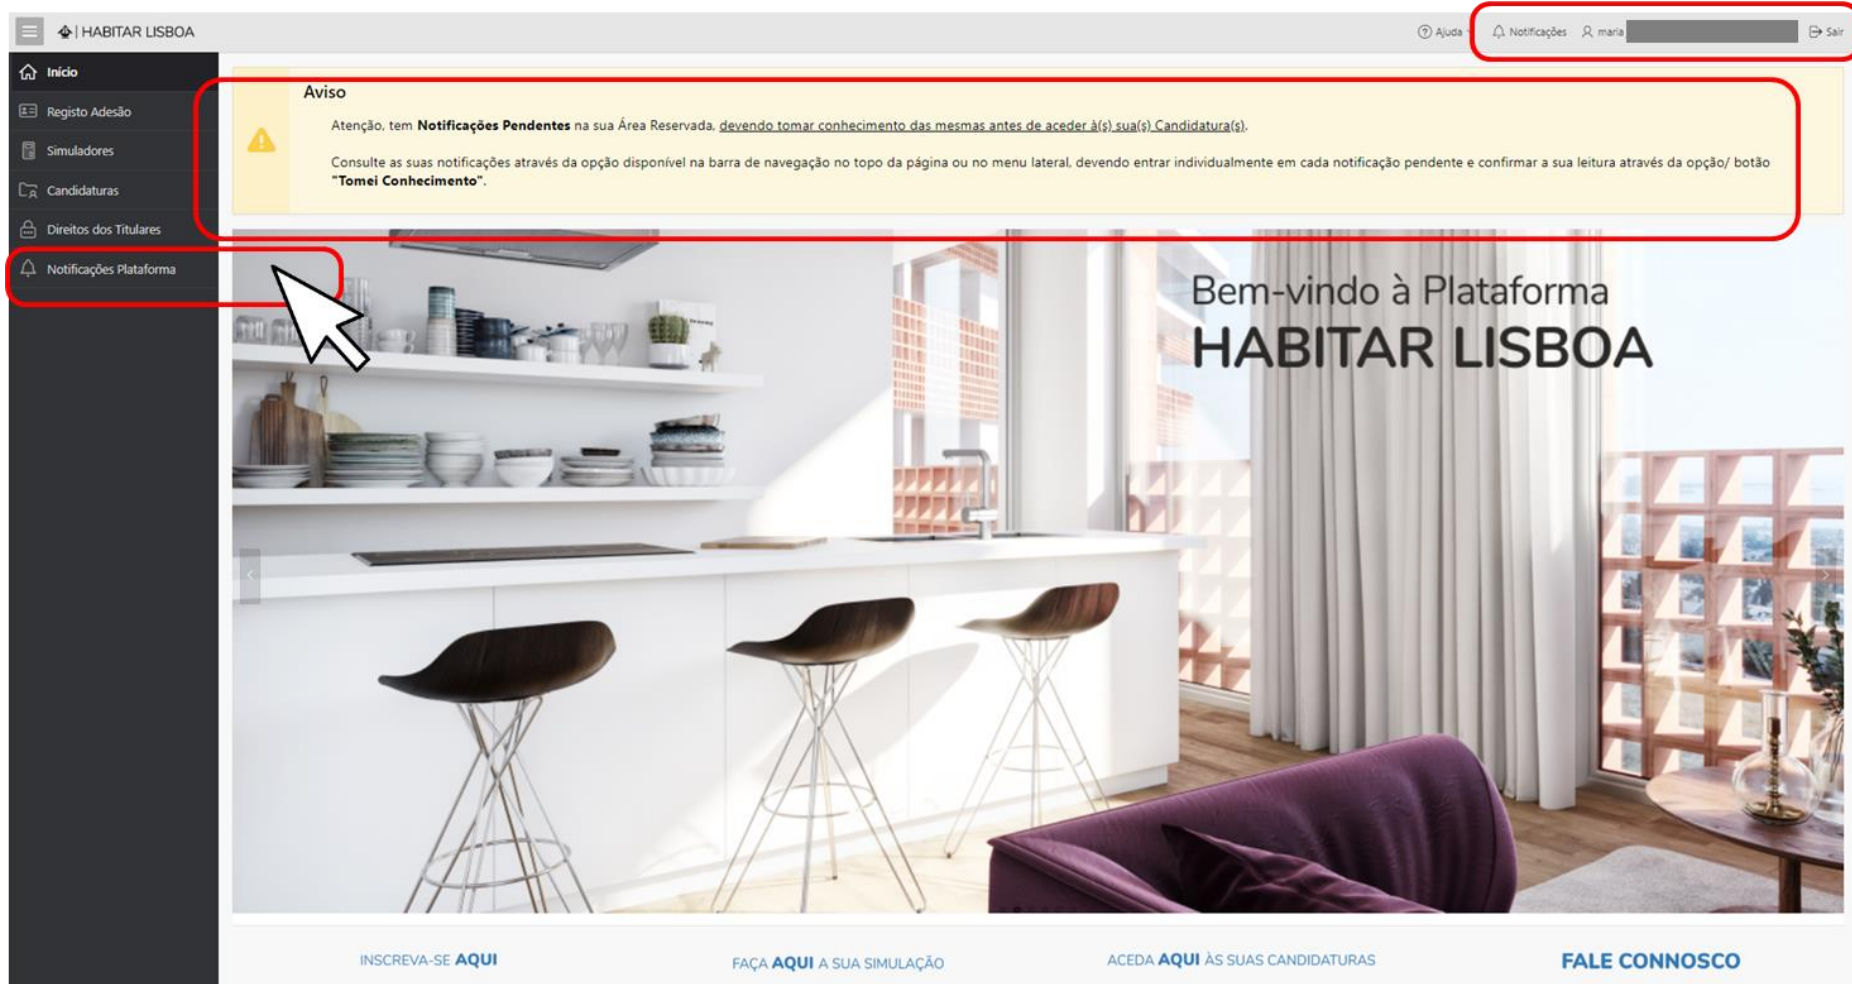 HABITAR LISBOA
Ajuda
Notificações
maria
Sair
Início
Registo Adesão
Simuladores
Candidaturas
Direitos dos Titulares
Notificações Plataforma
Aviso
Atenção, tem Notificações Pendentes na sua Área Reservada, devendo tomar conhecimento das mesmas antes de aceder à(s) sua(s) Candidatura(s).
Consulte as suas notificações através da opção disponível na barra de navegação no topo da página ou no menu lateral, devendo entrar individualmente em cada notificação pendente e confirmar a sua leitura através da opção/ botão
"Tomei Conhecimento".
Bem-vindo à Plataforma
HABITAR LISBOA
INSCREVA-SE AQUI
FAÇA AQUI A SUA SIMULAÇÃO
ACEDA AQUI ÀS SUAS CANDIDATURAS
FALE CONNOSCO